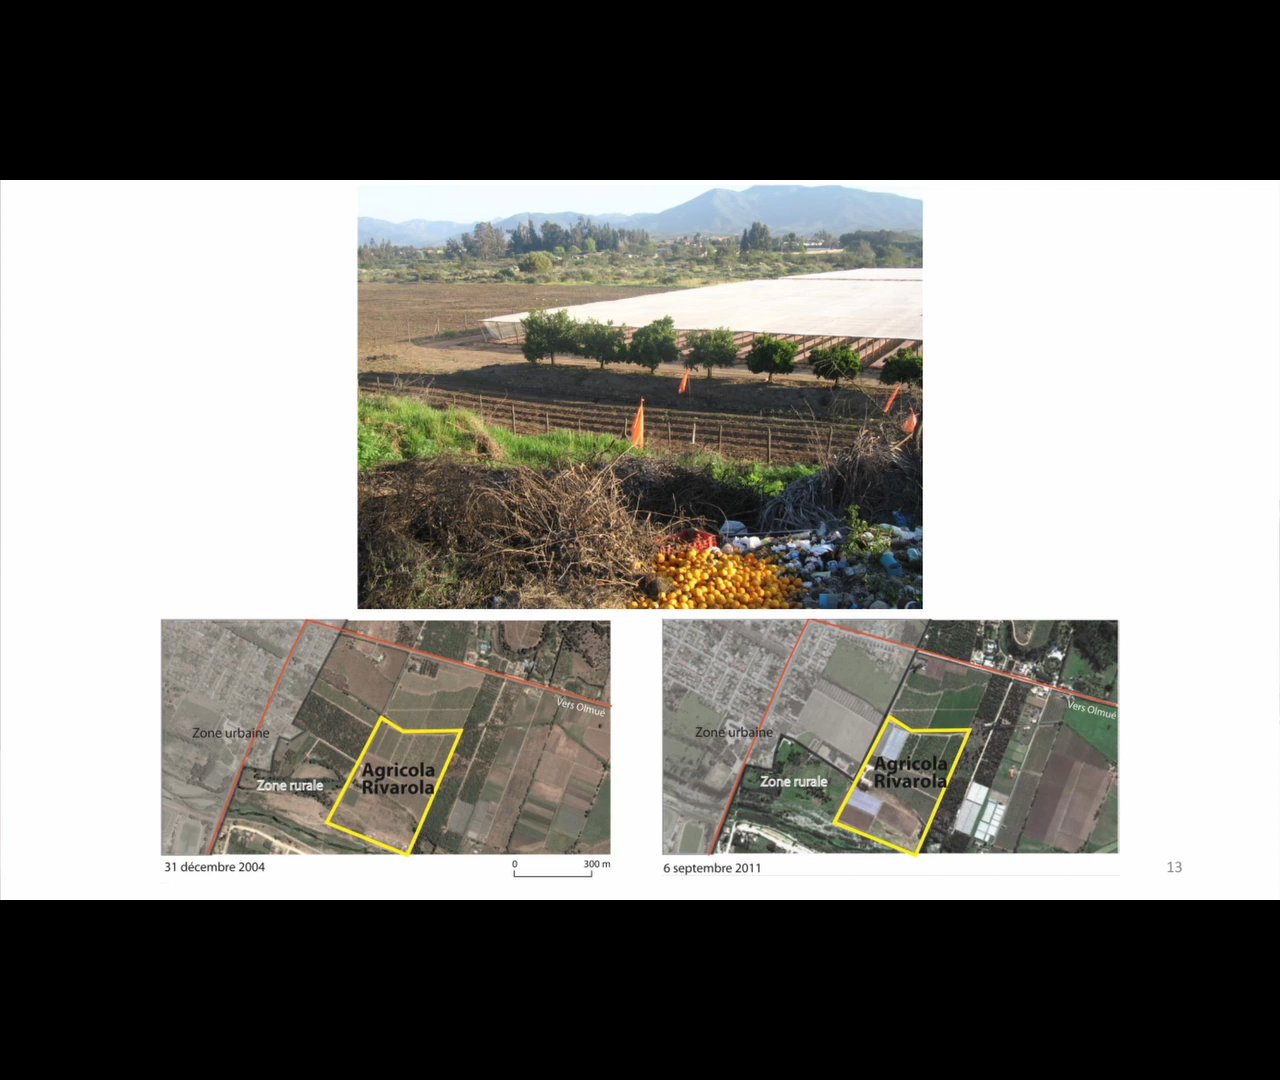 Vers Olmué
Zone urbaine
Agricola
Rivarola
Zone rurale
31 décembre 2004
0 300 m
Vers Olmué
Zone urbaine
Agricola
Rivarola
Zone rurale
6 septembre 2011
13